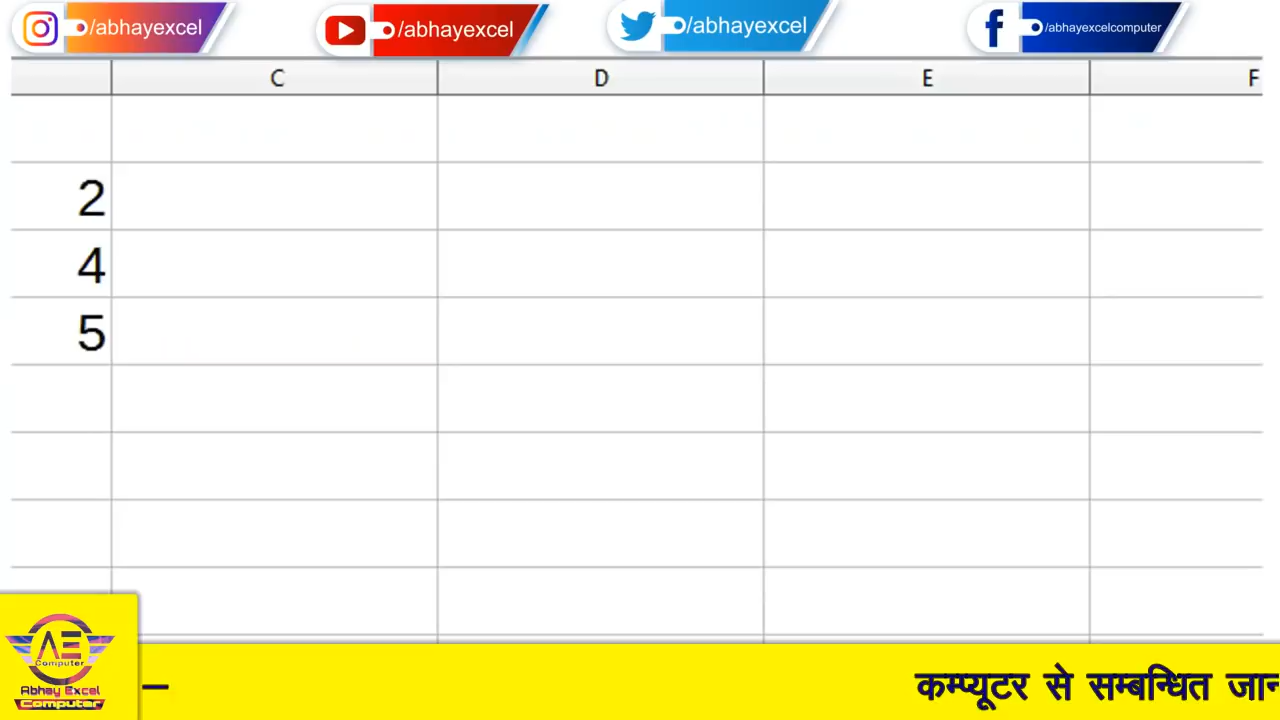 /abhayexcel /abhayexcel /abhayexcel /abhayexcelcomputer
C D E F
2
4
5
AE
Computer
Abhay Excel
Computer
– कम्प्यूटर से सम्बन्धित